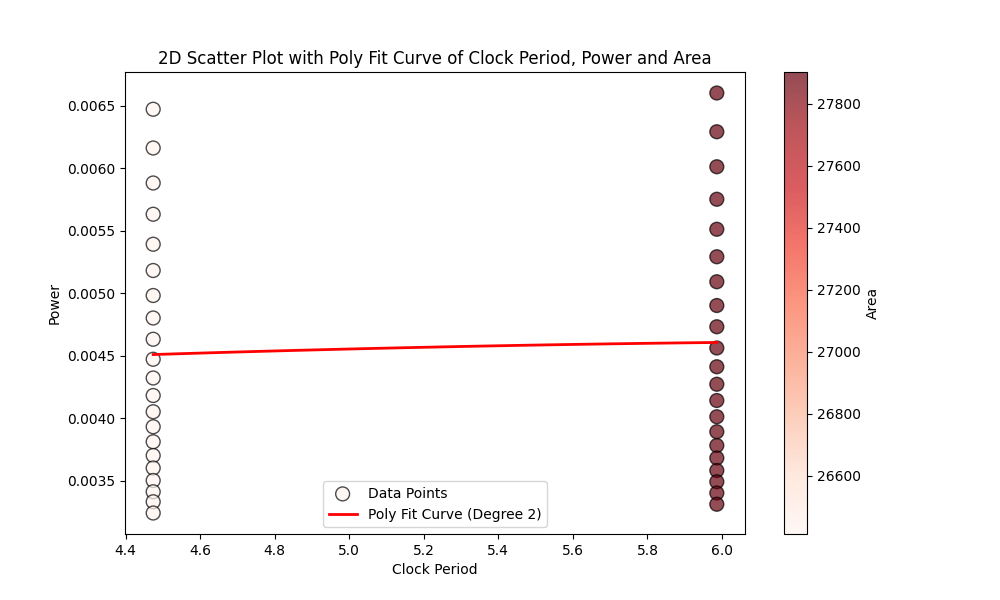 2D Scatter Plot with Poly Fit Curve of Clock Period, Power and Area
0.0065
0.0060
0.0055
0.0050
0.0045
0.0040
0.0035
Power
4.4 4.6 4.8 5.0 5.2 5.4 5.6 5.8 6.0
Clock Period
Data Points
Poly Fit Curve (Degree 2)
27800
27600
27400
27200
27000
26800
26600
Area